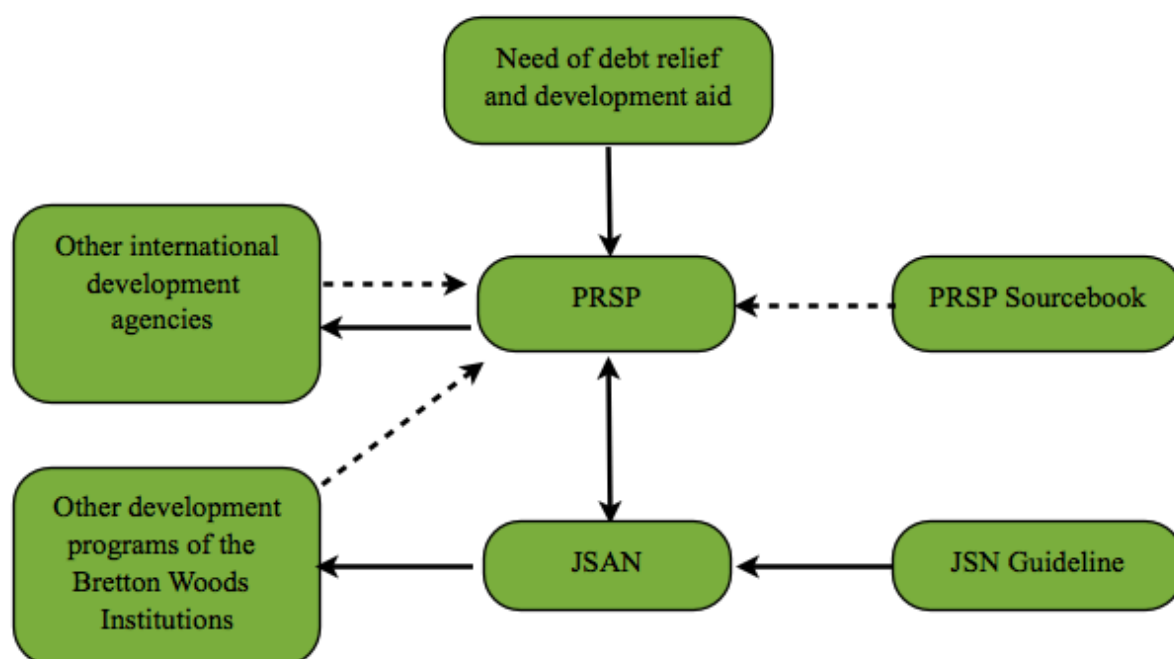 Need of debt relief
and development aid
Other international
development
agencies
PRSP
PRSP Sourcebook
Other development
programs of the
Bretton Woods
Institutions
JSAN
JSN Guideline